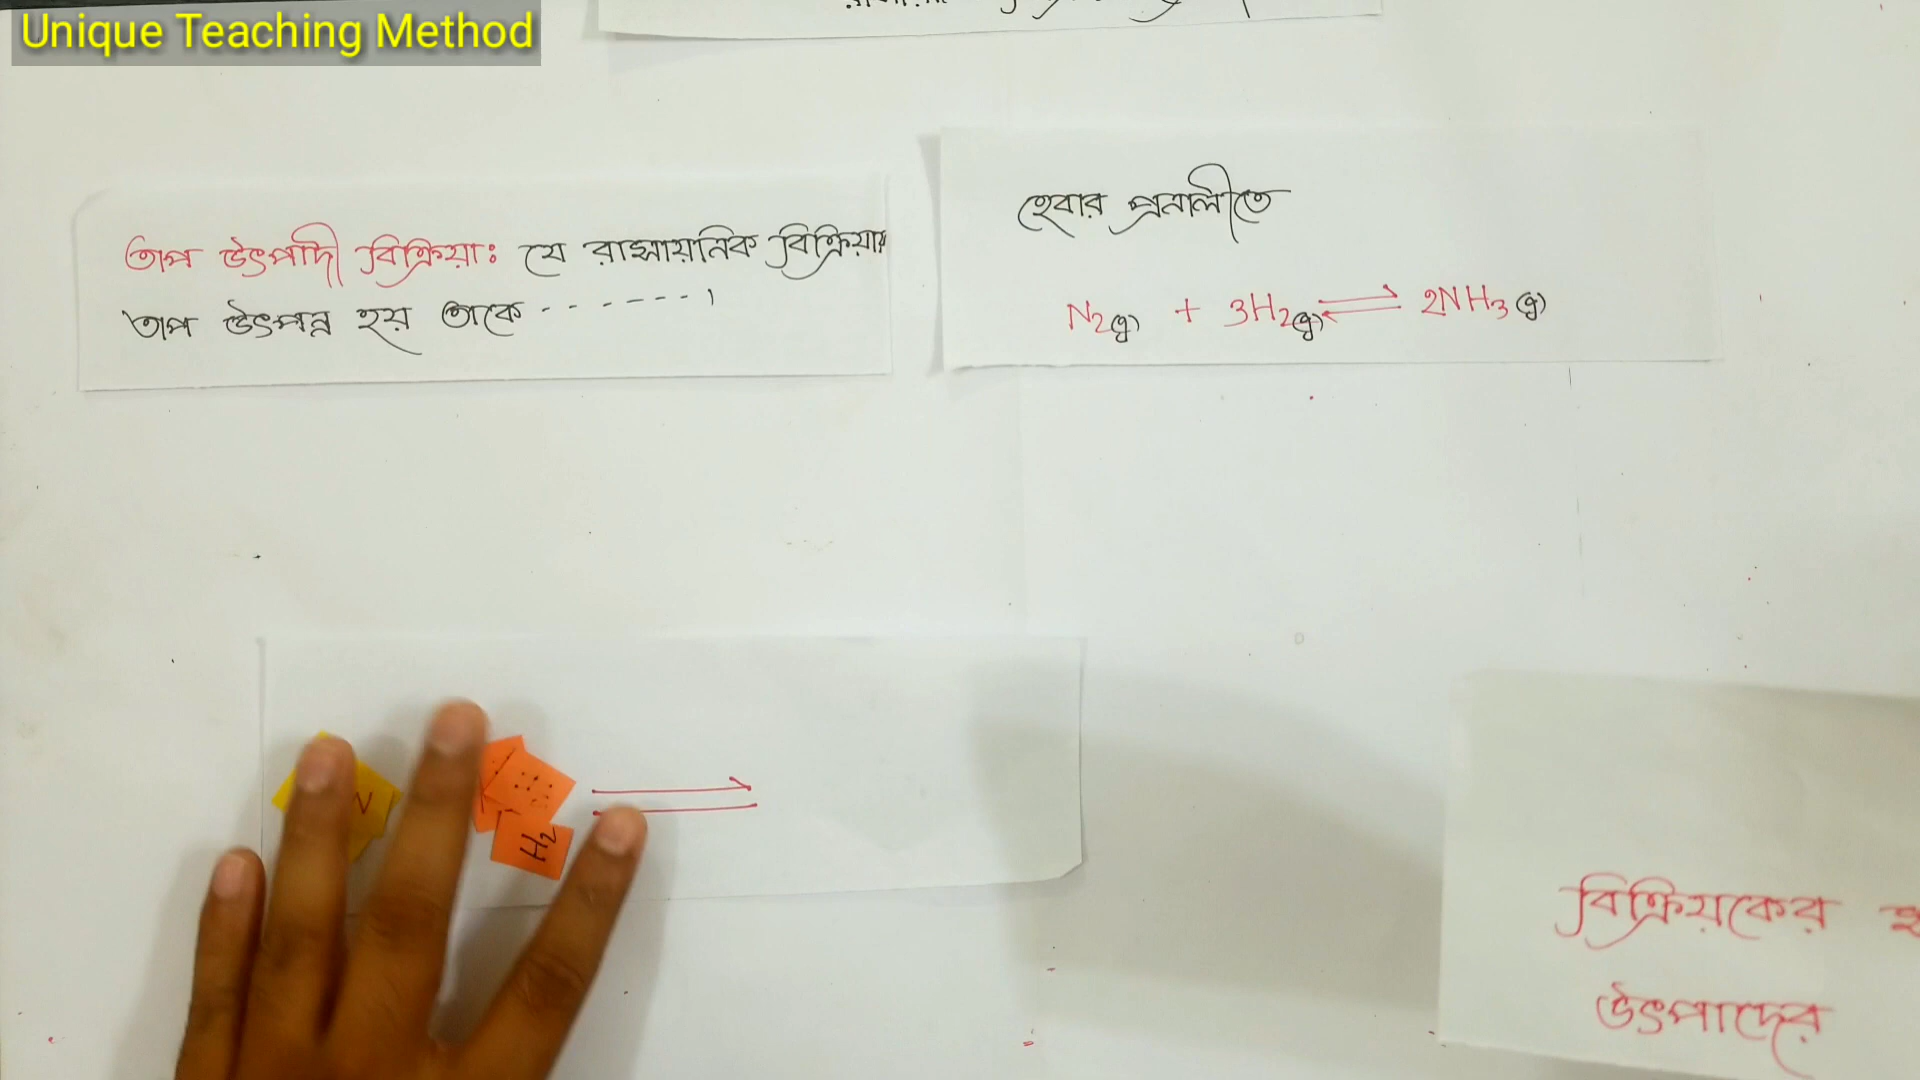 Unique Teaching Method
তাপ উৎপাদী বিক্রিয়াঃ যে রাসায়নিক বিক্রিয়ায়
তাপ উৎপন্ন হয় তাকে - - - - - - - ।
হেবার প্রনালীতে
N₂(g) + 3H₂(g) ⇌ 2NH₃(g)
N
H₂
বিক্রিয়কের
উৎপাদের